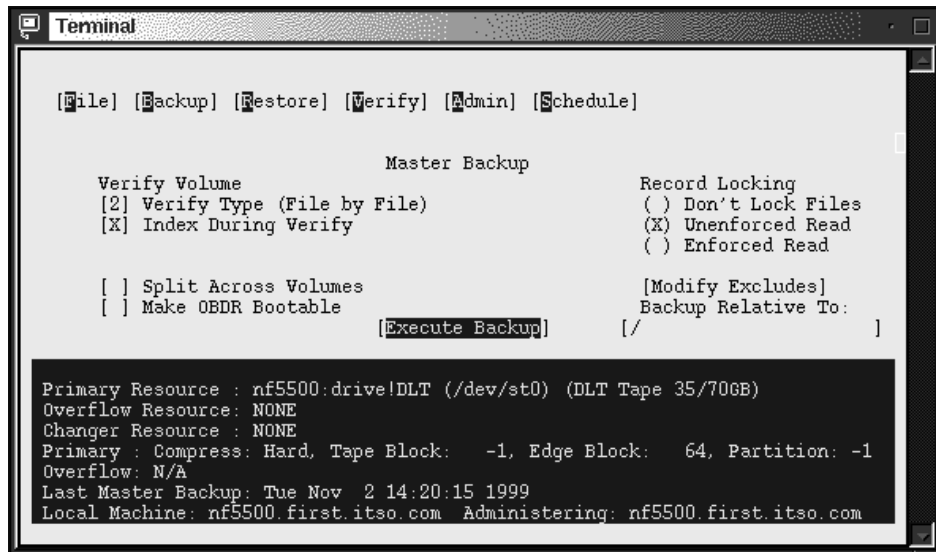 Terminal
[File] [Backup] [Restore] [Verify] [Admin] [Schedule]
Master Backup
Verify Volume Record Locking
[2] Verify Type (File by File) ( ) Don't Lock Files
[X] Index During Verify (X) Unenforced Read
( ) Enforced Read
[ ] Split Across Volumes [Modify Excludes]
[ ] Make OBDR Bootable Backup Relative To:
[Execute Backup] [/ ]
Primary Resource : nf5500:drive!DLT (/dev/st0) (DLT Tape 35/70GB)
Overflow Resource: NONE
Changer Resource : NONE
Primary : Compress: Hard, Tape Block: -1, Edge Block: 64, Partition: -1
Overflow: N/A
Last Master Backup: Tue Nov 2 14:20:15 1999
Local Machine: nf5500.first.itso.com Administering: nf5500.first.itso.com